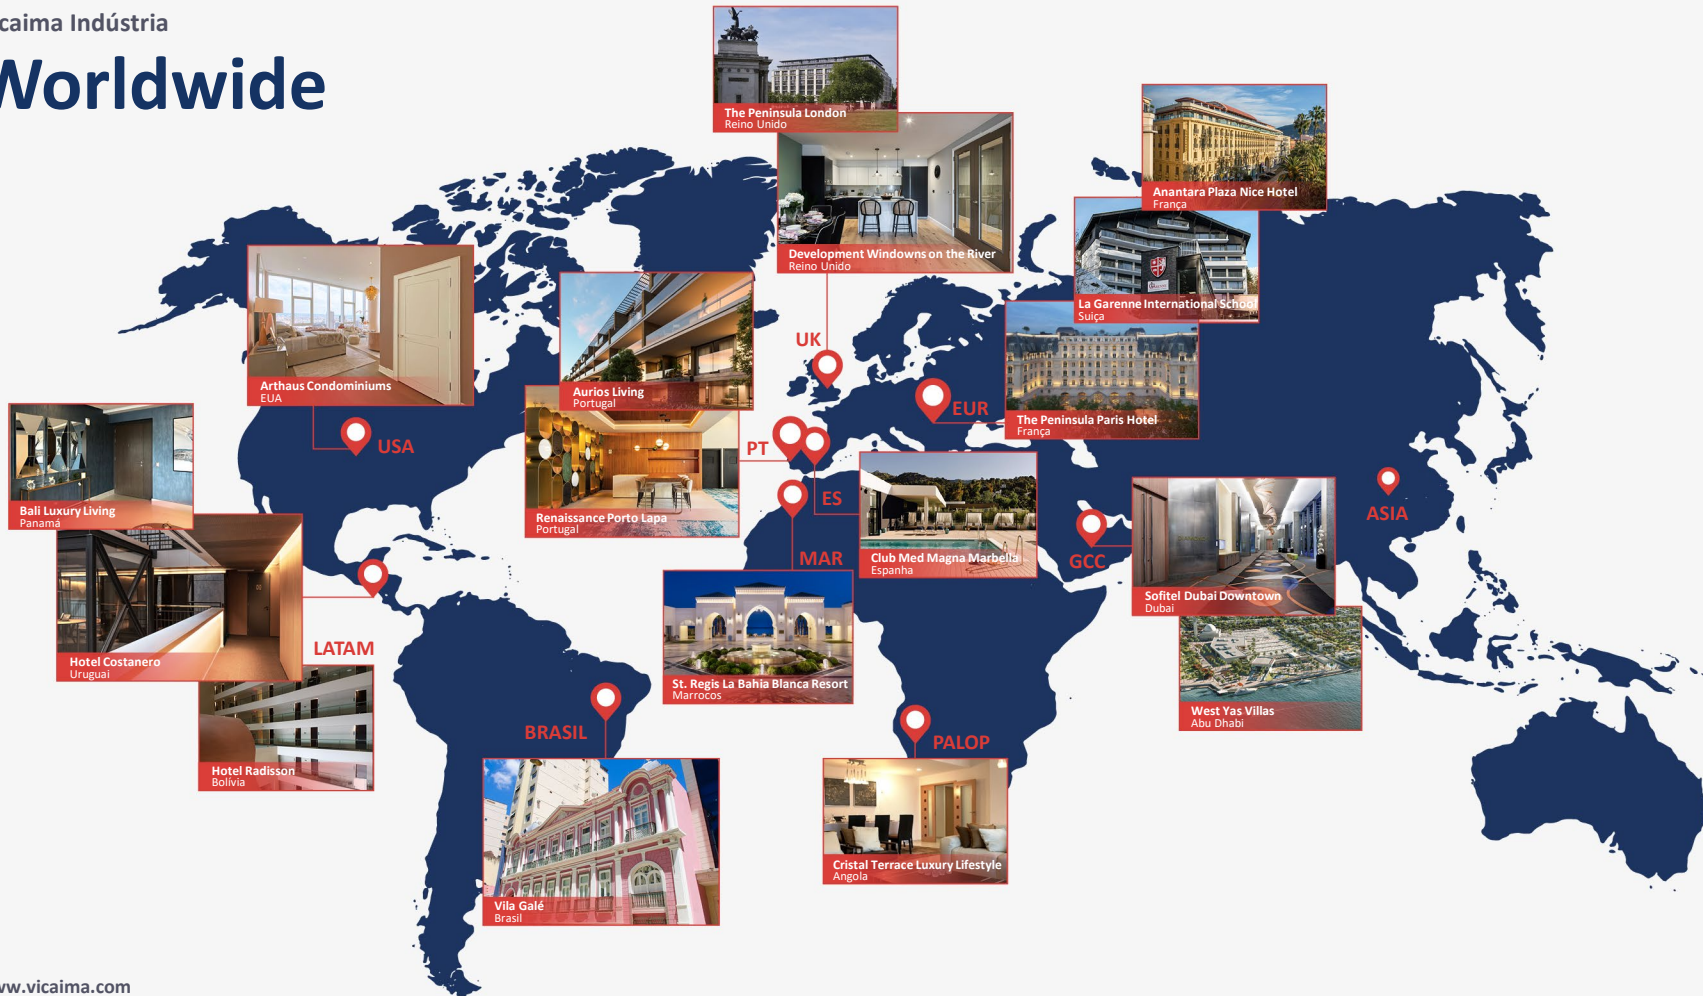 caima Indústria
Worldwide
The Peninsula London
Reino Unido
Development Windowns on the River
Reino Unido
Anantara Plaza Nice Hotel
França
La Garenne International School
Suiça
The Peninsula Paris Hotel
França
Arthaus Condominiums
EUA
Aurios Living
Portugal
Renaissance Porto Lapa
Portugal
Bali Luxury Living
Panamá
Hotel Costanero
Uruguai
Hotel Radisson
Bolívia
UK
EUR
USA
PT
ES
MAR
Club Med Magna Marbella
Espanha
GCC
ASIA
Sofitel Dubai Downtown
Dubai
West Yas Villas
Abu Dhabi
LATAM
St. Regis La Bahia Blanca Resort
Marrocos
BRASIL
Vila Galé
Brasil
PALOP
Cristal Terrace Luxury Lifestyle
Angola
ww.vicaima.com